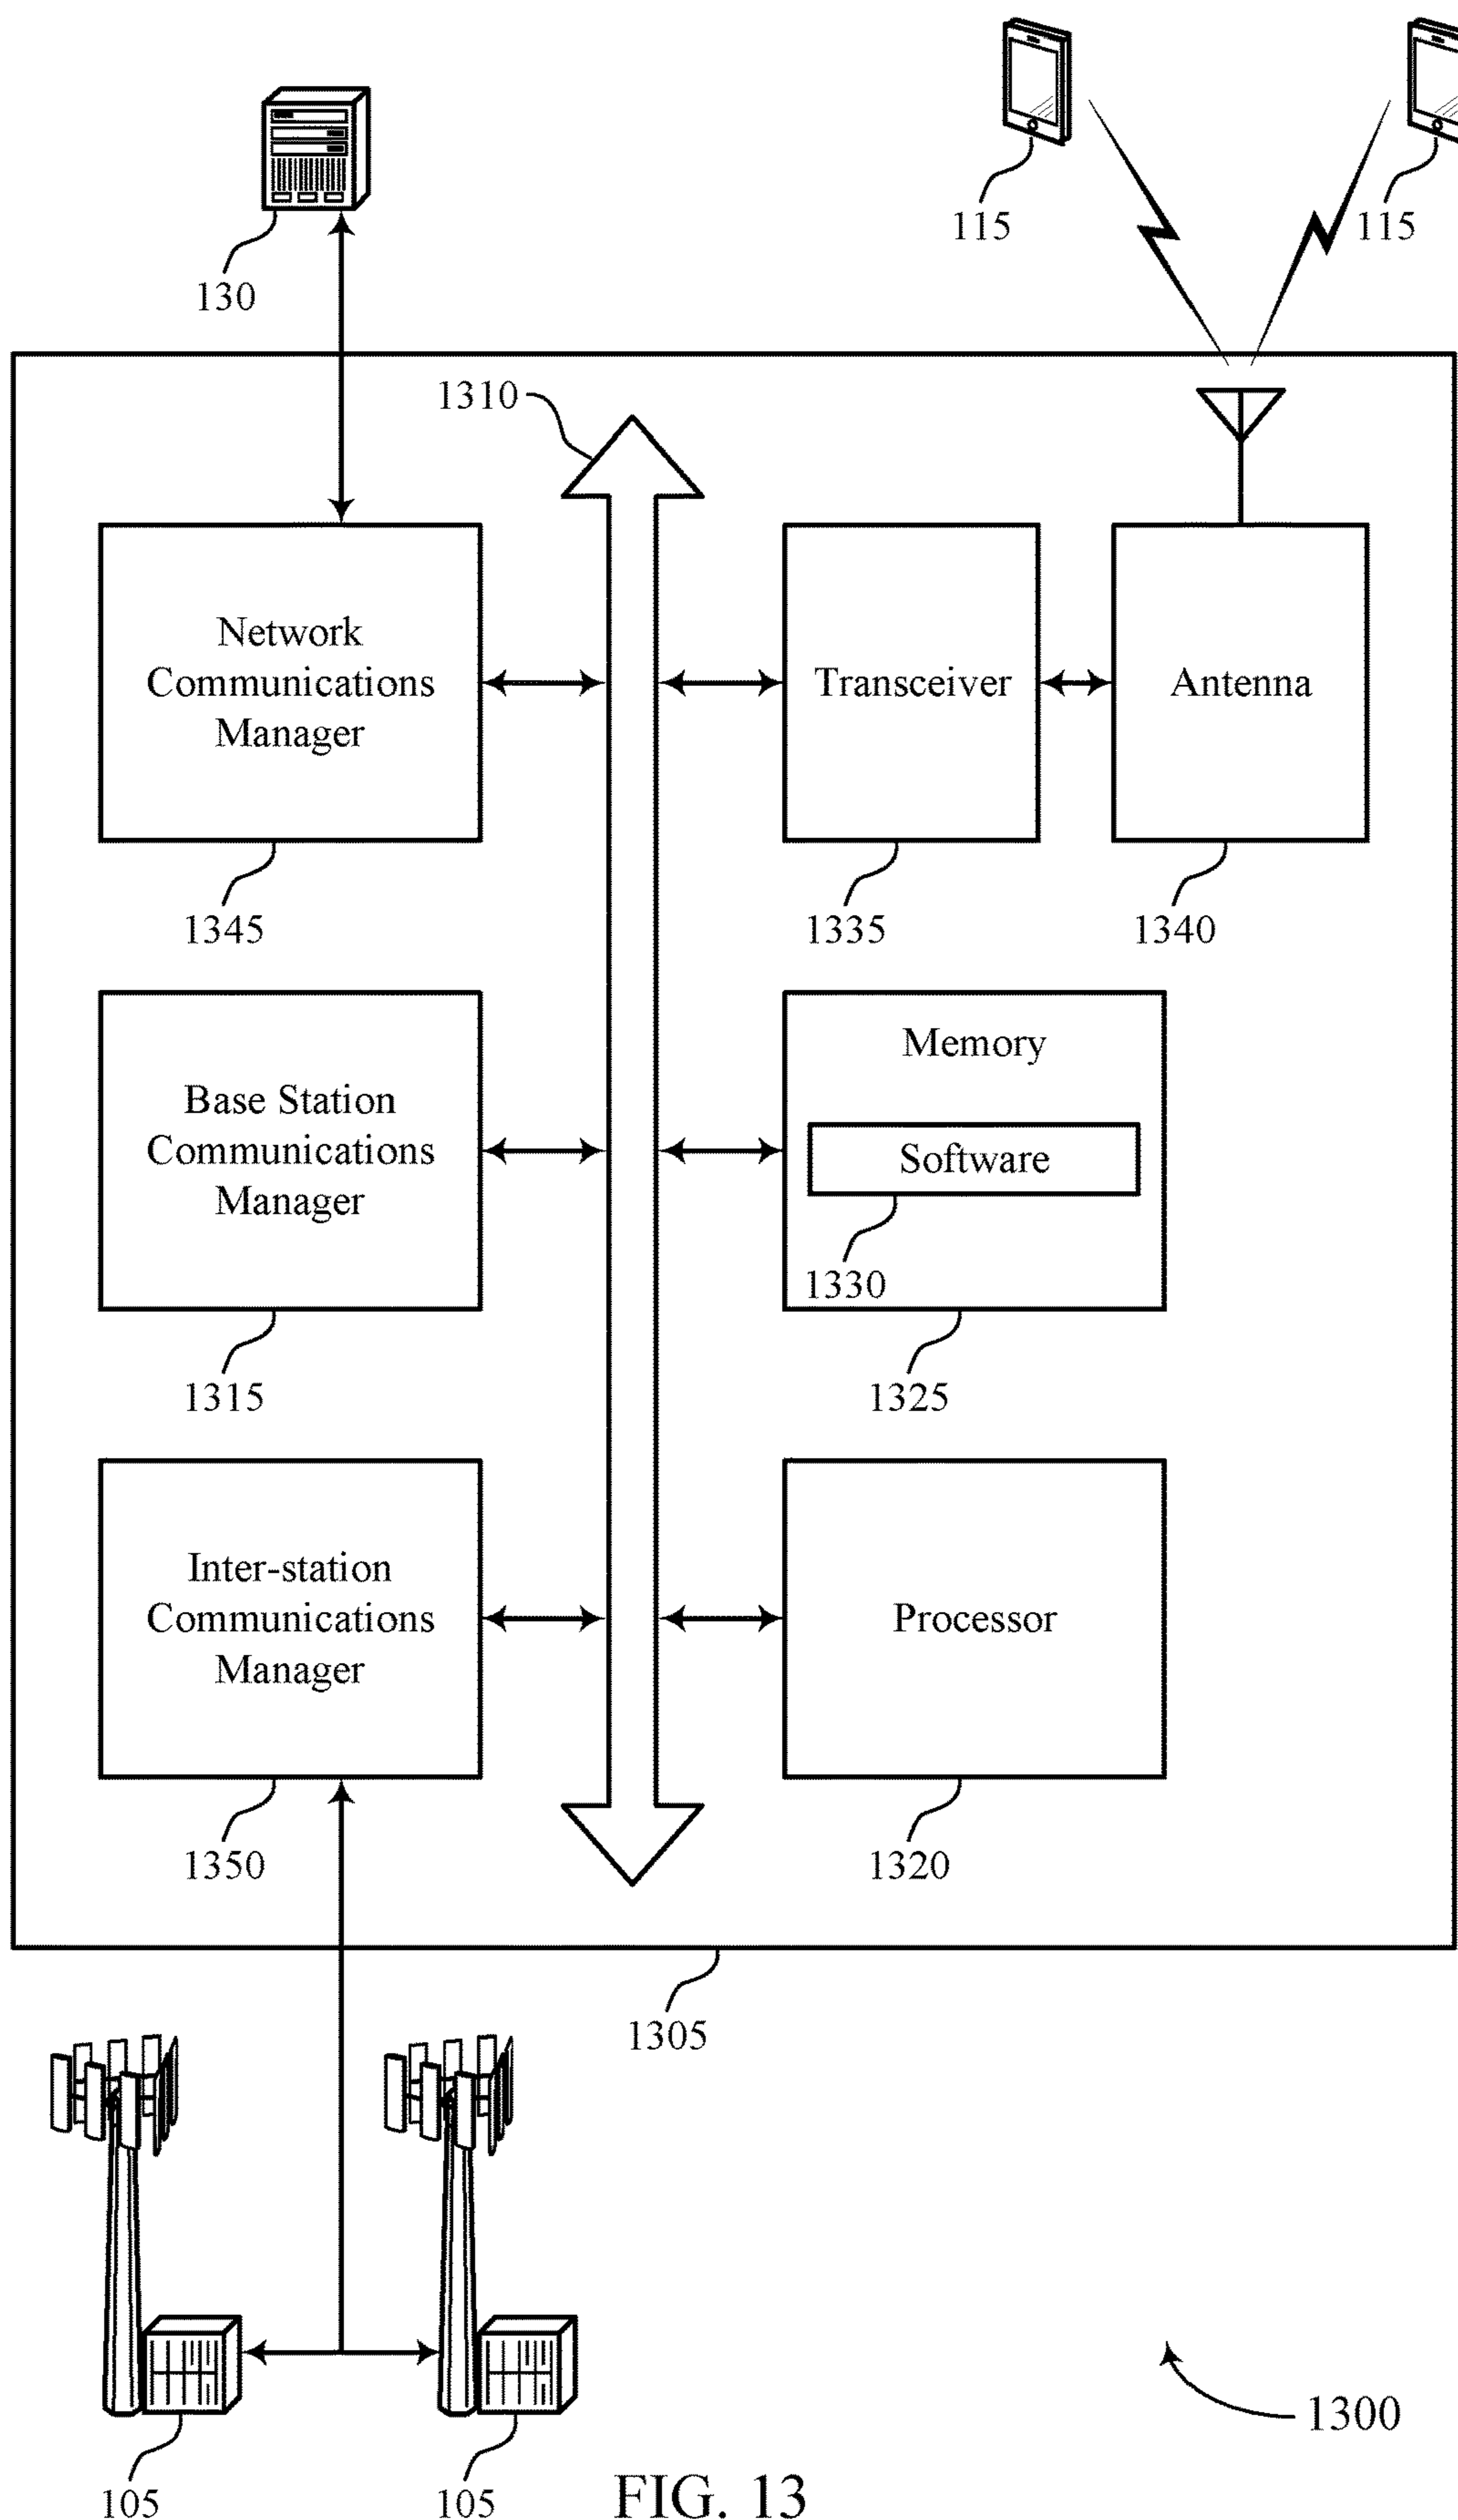 130
115
115
1310
Network
Communications
Manager
Transceiver
Antenna
1345
1335
1340
Base Station
Communications
Manager
Memory
Software
1330
1315
1325
Inter-station
Communications
Manager
Processor
1350
1320
1305
1300
105
105
FIG. 13